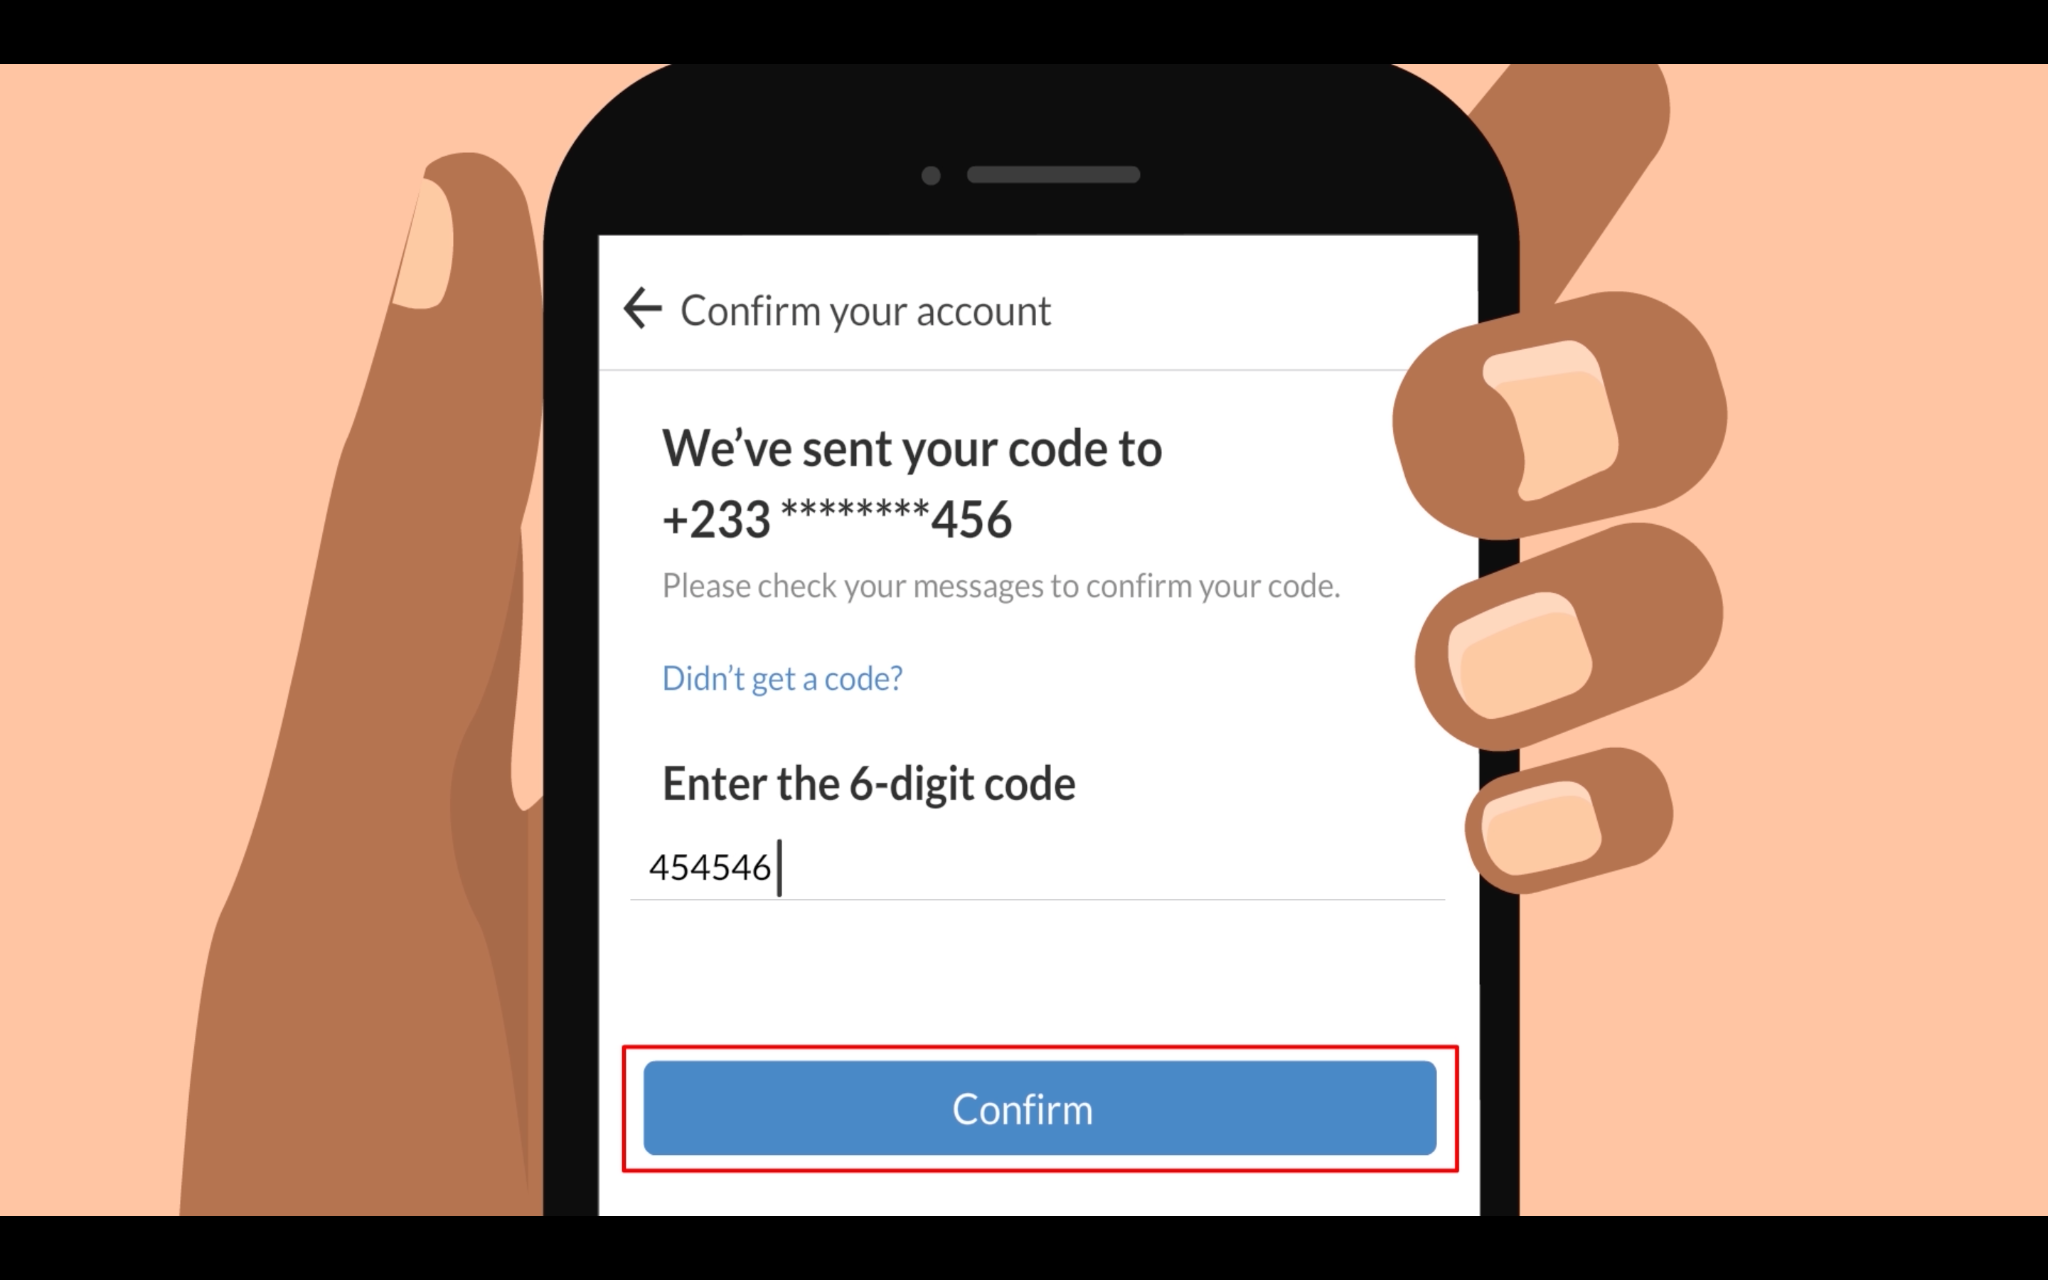 Confirm your account
We’ve sent your code to
+233 ********456
Please check your messages to confirm your code.
Didn’t get a code?
Enter the 6-digit code
454546
Confirm